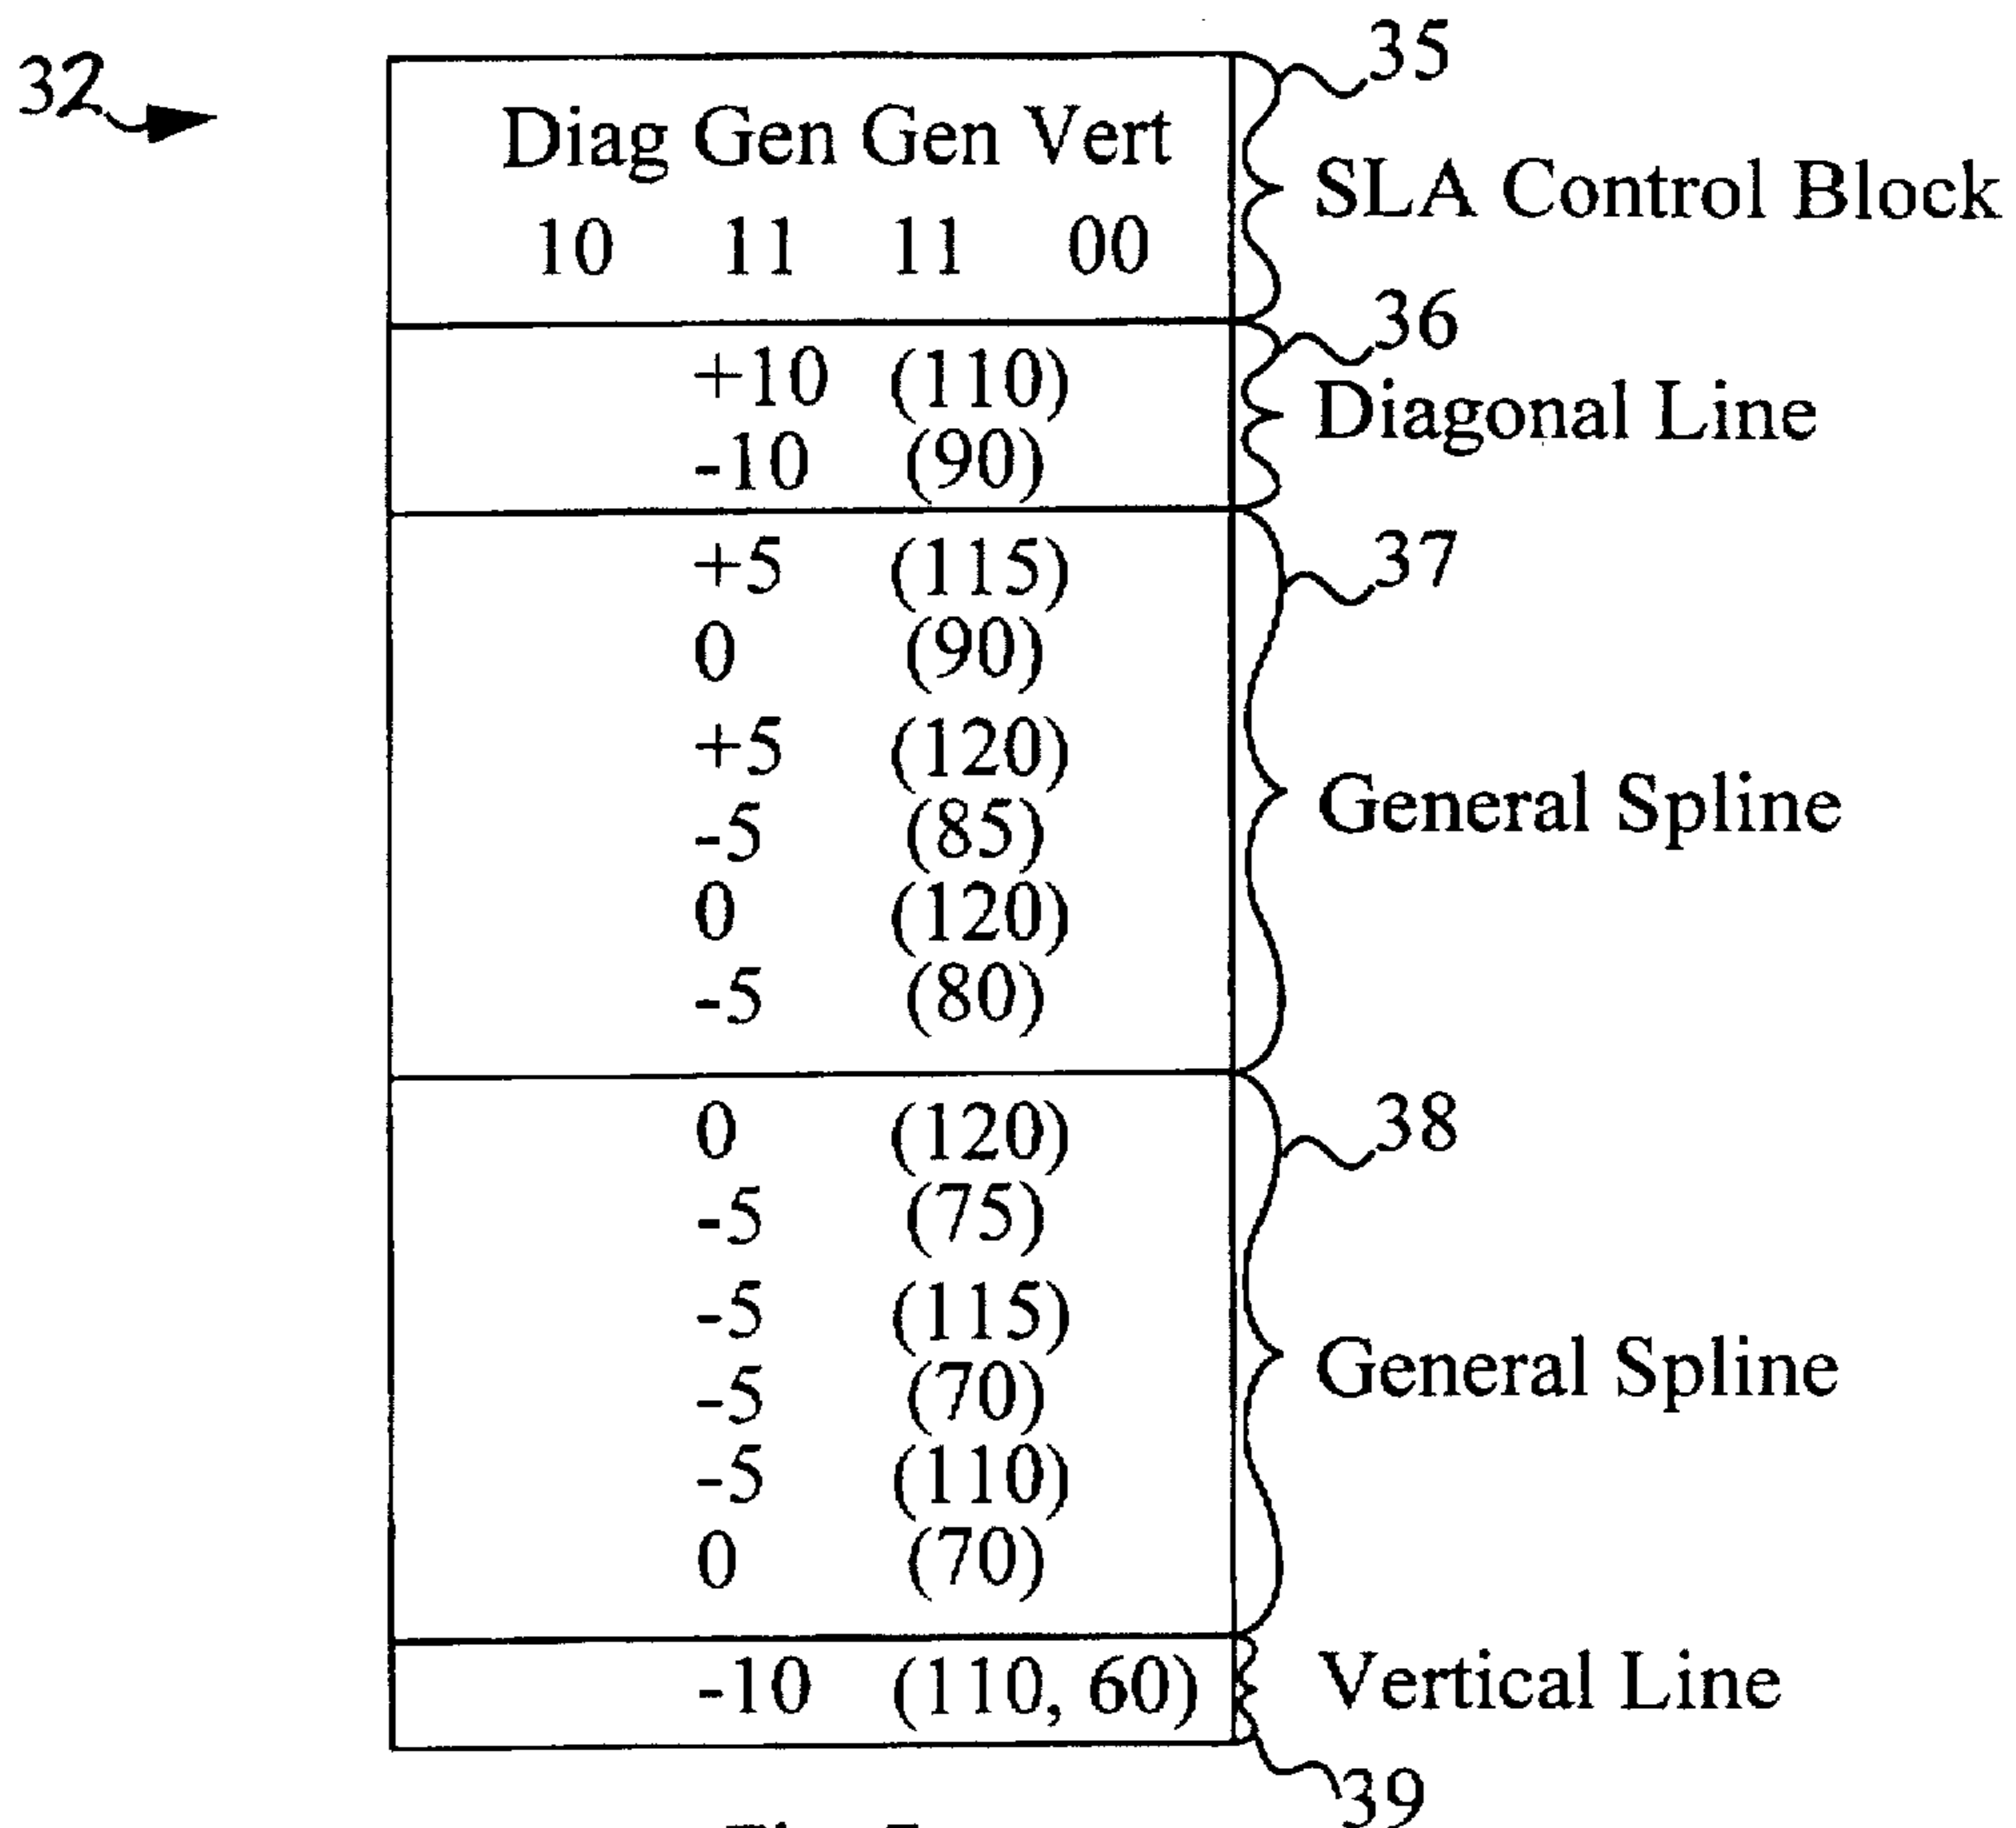 32
35
Diag Gen Gen Vert
SLA Control Block
10 11 11 00
36
+10 (110)
Diagonal Line
-10 (90)
37
+5 (115)
0 (90)
+5 (120)
General Spline
-5 (85)
0 (120)
-5 (80)
38
0 (120)
-5 (75)
-5 (115)
General Spline
-5 (70)
-5 (110)
0 (70)
-10 (110, 60)
Vertical Line
39